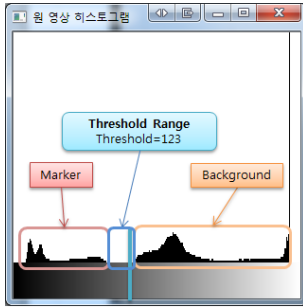 원 영상 히스토그램
Threshold Range
Threshold=123
Marker
Background